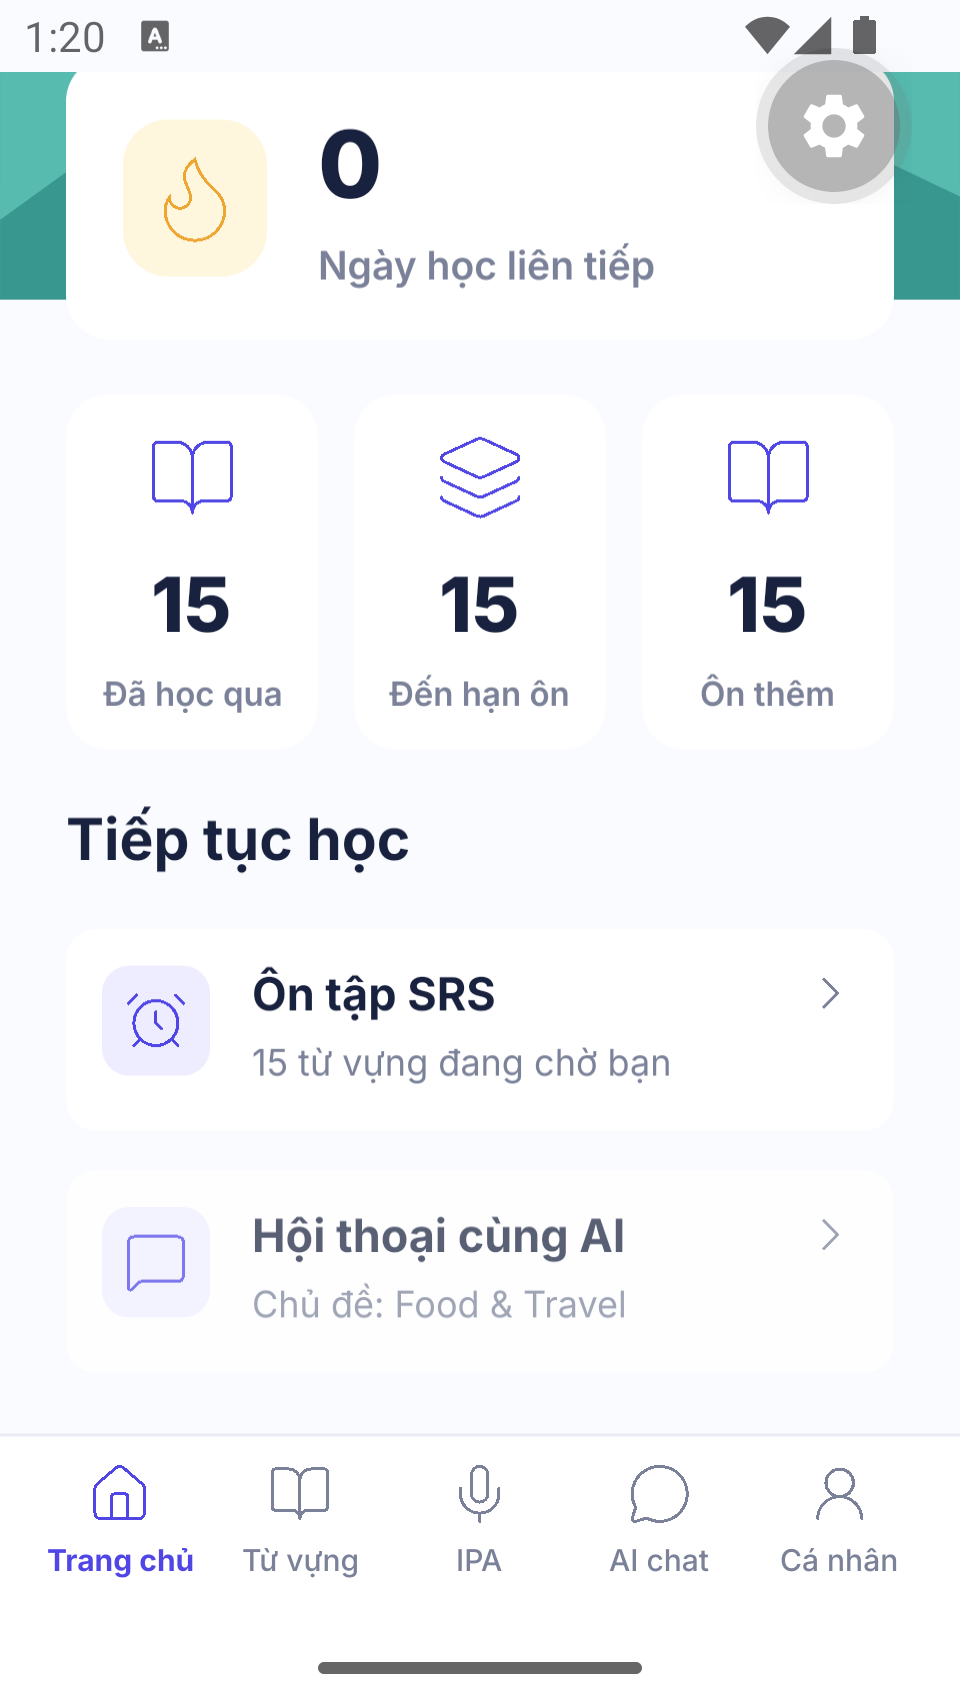 1:20
A
0
Ngày học liên tiếp
15
15
15
Đã học qua
Đến hạn ôn
Ôn thêm
Tiếp tục học
Ôn tập SRS
15 từ vựng đang chờ bạn
Hội thoại cùng AI
Chủ đề: Food & Travel
Trang chủ
Từ vựng
IPA
AI chat
Cá nhân